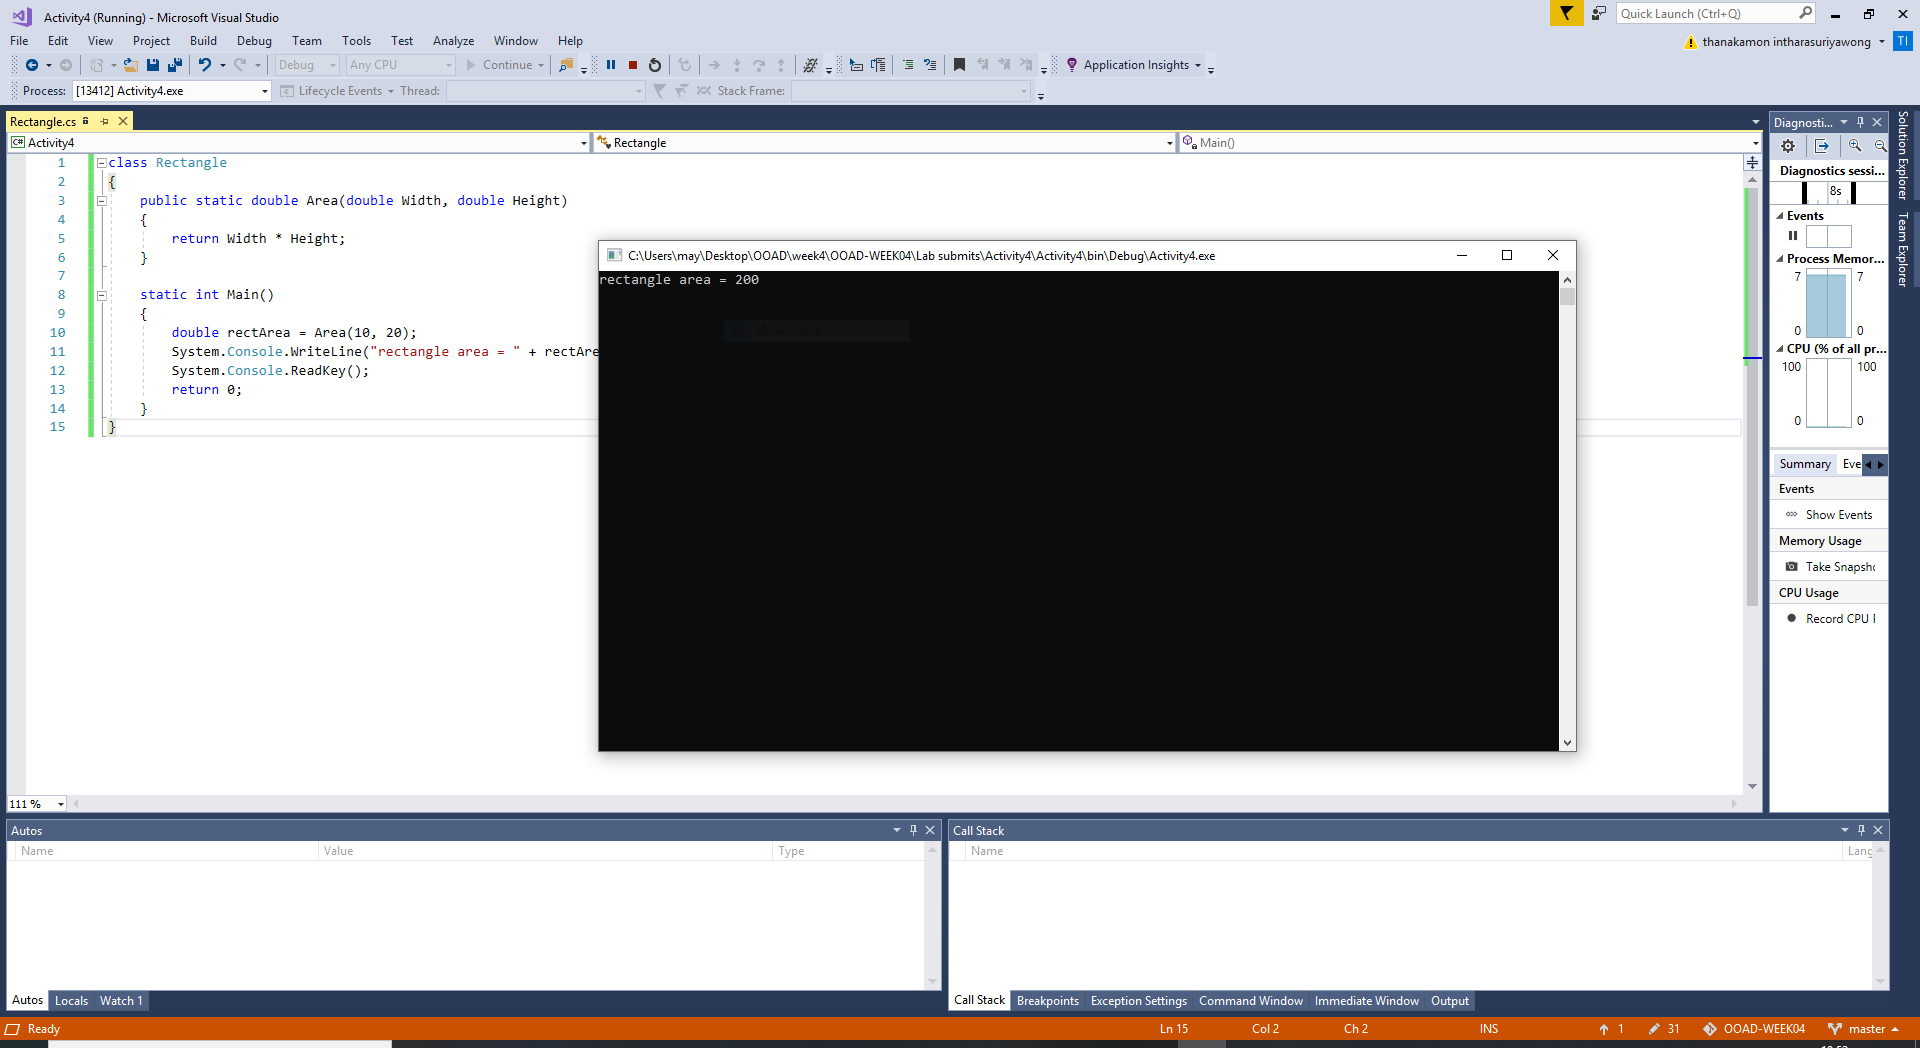 Activity4 (Running) - Microsoft Visual Studio
Quick Launch (Ctrl+Q)
File Edit View Project Build Debug Team Tools Test Analyze Window Help
thanakamon intharasuriyawong TI
Debug Any CPU Continue Application Insights
Process: [13412] Activity4.exe Lifecycle Events Thread: Stack Frame:
Rectangle.cs
C# Activity4 Rectangle Main()
1 class Rectangle
2 {
3 public static double Area(double Width, double Height)
4 {
5 return Width * Height;
6 }
7
8 static int Main()
9 {
10 double rectArea = Area(10, 20);
11 System.Console.WriteLine("rectangle area = " + rectAre
12 System.Console.ReadKey();
13 return 0;
14 }
15 }
C:\Users\may\Desktop\OOAD\week4\OOAD-WEEK04\Lab submits\Activity4\Activity4\bin\Debug\Activity4.exe
rectangle area = 200
Diagnosti...
Diagnostics sessi...
8s
Events
Process Memor...
7 7
0 0
CPU (% of all pr...
100 100
0 0
Summary Eve
Events
Show Events
Memory Usage
Take Snapsh
CPU Usage
Record CPU
Solution Explorer
Team Explorer
111 %
Autos
Name Value Type
Autos Locals Watch 1
Call Stack
Name Lang
Call Stack Breakpoints Exception Settings Command Window Immediate Window Output
Ready Ln 15 Col 2 Ch 2 INS 1 31 OOAD-WEEK04 master